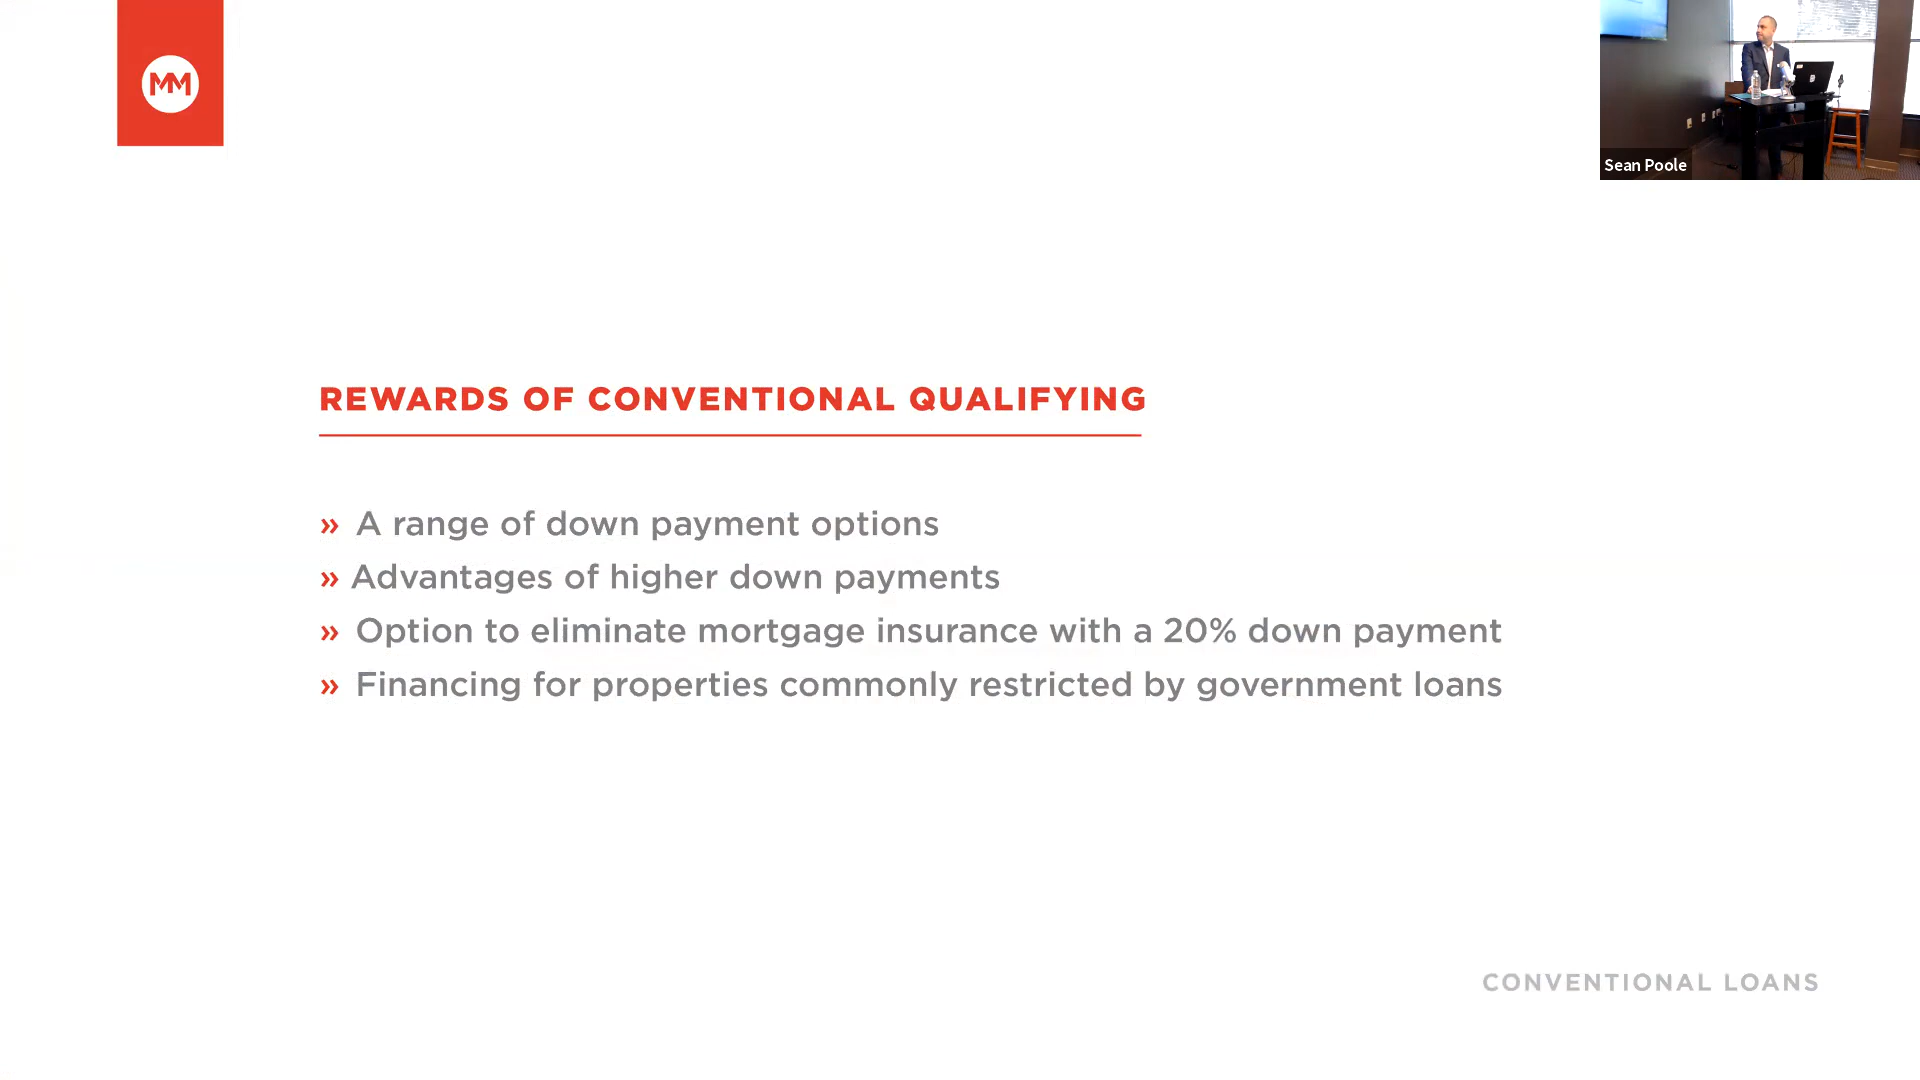 MM
Sean Poole
REWARDS OF CONVENTIONAL QUALIFYING
» A range of down payment options
» Advantages of higher down payments
» Option to eliminate mortgage insurance with a 20% down payment
» Financing for properties commonly restricted by government loans
CONVENTIONAL LOANS